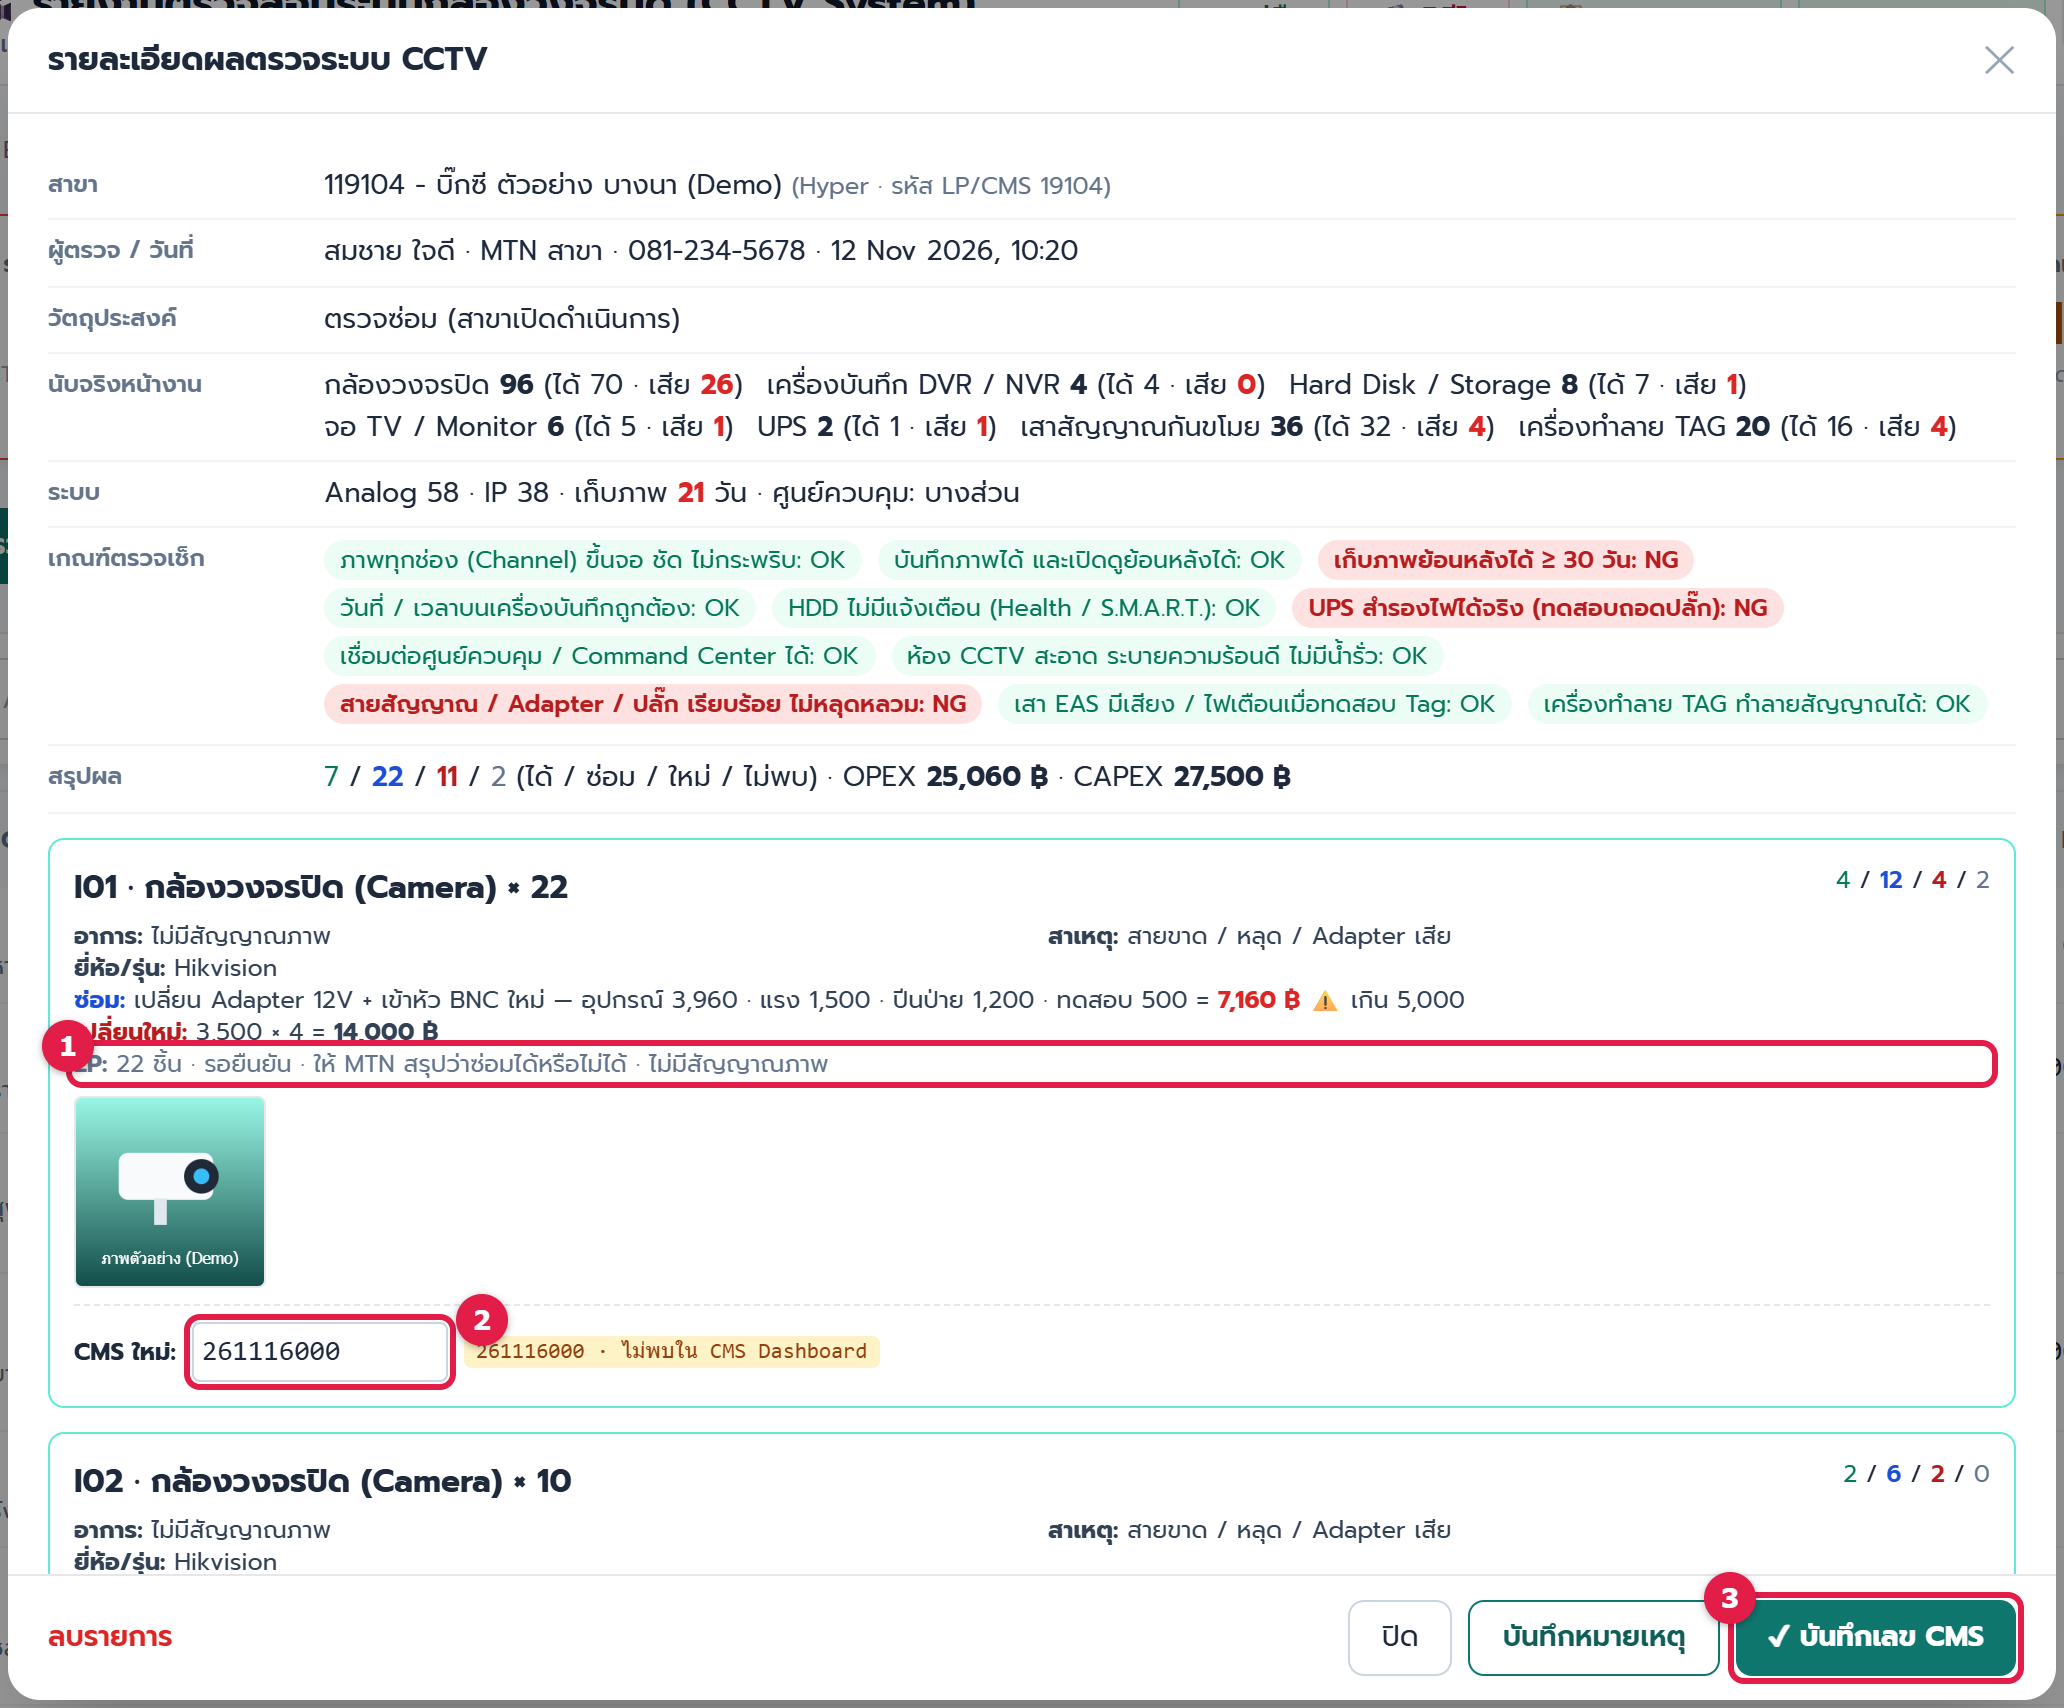 รายละเอียดผลตรวจระบบ CCTV
สาขา
119104 - บิ๊กซี ตัวอย่าง บางนา (Demo) (Hyper · รหัส LP/CMS 19104)
ผู้ตรวจ / วันที่
สมชาย ใจดี · MTN สาขา · 081-234-5678 · 12 Nov 2026, 10:20
วัตถุประสงค์
ตรวจซ่อม (สาขาเปิดดำเนินการ)
นับจริงหน้างาน
กล้องวงจรปิด 96 (ได้ 70 · เสีย 26) เครื่องบันทึก DVR / NVR 4 (ได้ 4 · เสีย 0) Hard Disk / Storage 8 (ได้ 7 · เสีย 1)
จอ TV / Monitor 6 (ได้ 5 · เสีย 1) UPS 2 (ได้ 1 · เสีย 1) เสาสัญญาณกันขโมย 36 (ได้ 32 · เสีย 4) เครื่องทำลาย TAG 20 (ได้ 16 · เสีย 4)
ระบบ
Analog 58 · IP 38 · เก็บภาพ 21 วัน · ศูนย์ควบคุม: บางส่วน
เกณฑ์ตรวจเช็ก
ภาพทุกช่อง (Channel) ขึ้นจอ ชัด ไม่กระพริบ: OK บันทึกภาพได้ และเปิดดูย้อนหลังได้: OK เก็บภาพย้อนหลังได้ ≥ 30 วัน: NG
วันที่ / เวลาบนเครื่องบันทึกถูกต้อง: OK HDD ไม่มีแจ้งเตือน (Health / S.M.A.R.T.): OK UPS สำรองไฟได้จริง (ทดสอบถอดปลั๊ก): NG
เชื่อมต่อศูนย์ควบคุม / Command Center ได้: OK ห้อง CCTV สะอาด ระบายความร้อนดี ไม่มีน้ำรั่ว: OK
สายสัญญาณ / Adapter / ปลั๊ก เรียบร้อย ไม่หลุดหลวม: NG เสา EAS มีเสียง / ไฟเตือนเมื่อทดสอบ Tag: OK เครื่องทำลาย TAG ทำลายสัญญาณได้: OK
สรุปผล
7 / 22 / 11 / 2 (ได้ / ซ่อม / ใหม่ / ไม่พบ) · OPEX 25,060 ฿ · CAPEX 27,500 ฿
I01 · กล้องวงจรปิด (Camera) × 22
4 / 12 / 4 / 2
อาการ: ไม่มีสัญญาณภาพ
สาเหตุ: สายขาด / หลุด / Adapter เสีย
ยี่ห้อ/รุ่น: Hikvision
ซ่อม: เปลี่ยน Adapter 12V + เข้าหัว BNC ใหม่ — อุปกรณ์ 3,960 · แรง 1,500 · ปีนป่าย 1,200 · ทดสอบ 500 = 7,160 ฿ ⚠ เกิน 5,000
ปลี่ยนใหม่: 3,500 × 4 = 14,000 ฿
1
P: 22 ชิ้น · รอยืนยัน · ให้ MTN สรุปว่าซ่อมได้หรือไม่ได้ · ไม่มีสัญญาณภาพ
ภาพตัวอย่าง (Demo)
2
CMS ใหม่: 261116000 261116000 · ไม่พบใน CMS Dashboard
I02 · กล้องวงจรปิด (Camera) × 10
2 / 6 / 2 / 0
อาการ: ไม่มีสัญญาณภาพ
สาเหตุ: สายขาด / หลุด / Adapter เสีย
ยี่ห้อ/รุ่น: Hikvision
3
ลบรายการ
ปิด
บันทึกหมายเหตุ
✓ บันทึกเลข CMS